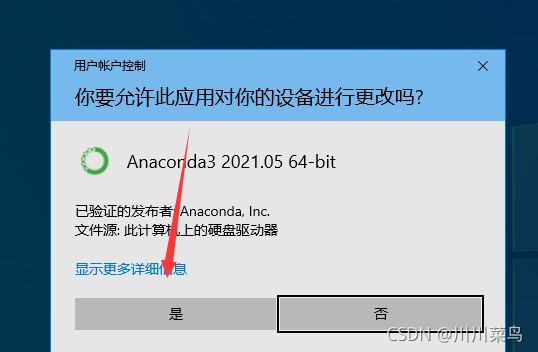 用户帐户控制
你要允许此应用对你的设备进行更改吗?
Anaconda3 2021.05 64-bit
已验证的发布者: Anaconda, Inc.
文件源: 此计算机上的硬盘驱动器
显示更多详细信息
是
否
CSDN @川川菜鸟